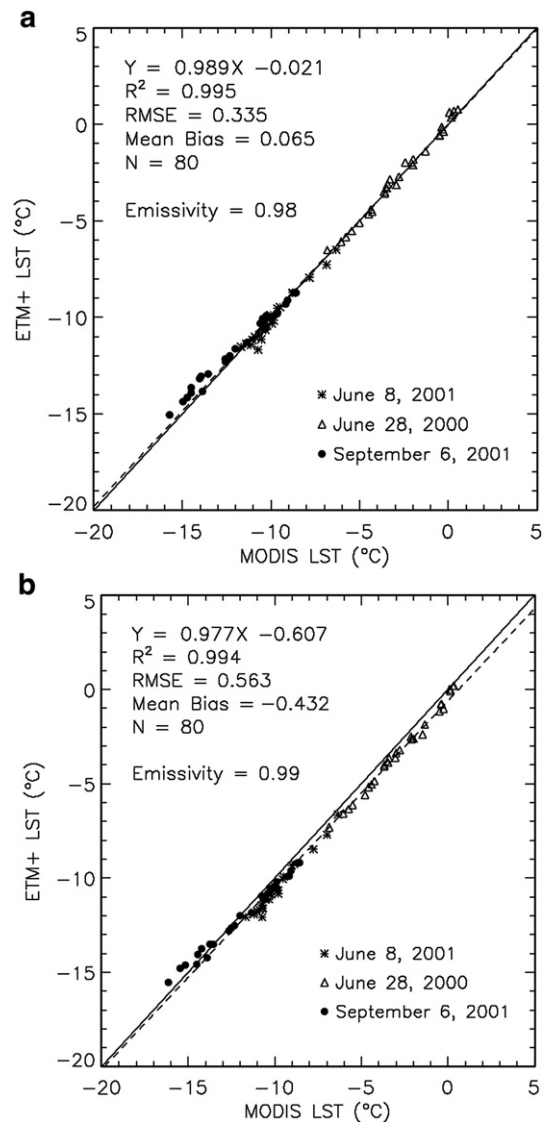 a
Y = 0.989X -0.021
R² = 0.995
RMSE = 0.335
Mean Bias = 0.065
N = 80
Emissivity = 0.98
5
0
-5
-10
-15
-20
ETM+ LST (°C)
June 8, 2001
June 28, 2000
September 6, 2001
-20 -15 -10 -5 0 5
MODIS LST (°C)
b
Y = 0.977X -0.607
R² = 0.994
RMSE = 0.563
Mean Bias = -0.432
N = 80
Emissivity = 0.99
5
0
-5
-10
-15
-20
ETM+ LST (°C)
June 8, 2001
June 28, 2000
September 6, 2001
-20 -15 -10 -5 0 5
MODIS LST (°C)